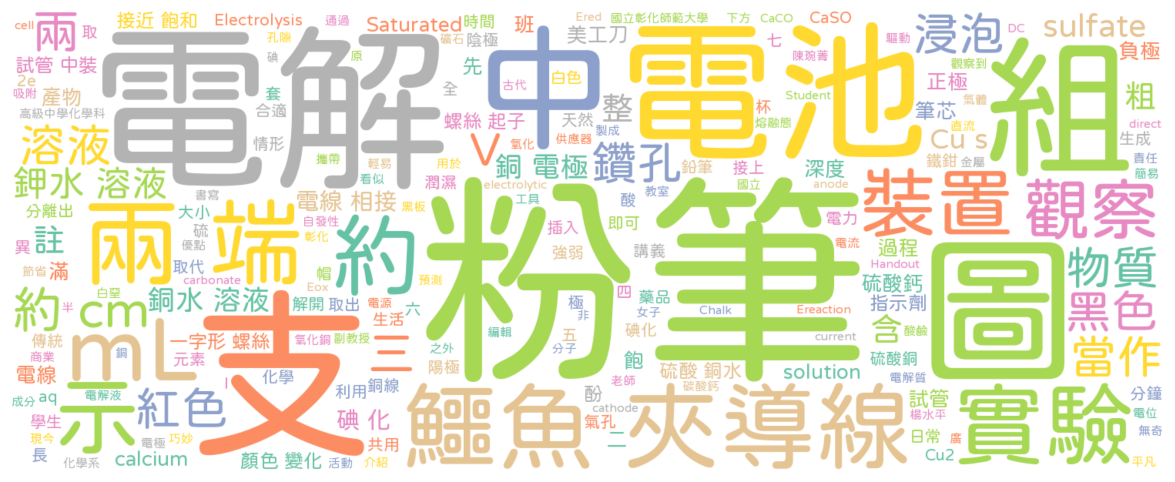 cell 兩 取 接近 飽和 Electrolysis 通過 Saturated 時間 班 Ered 國立彰化師範大學 下方 CaCO CaSO 七 驅動 DC sulfate
孔隙 礦石 陰極 美工刀 陳琬菁 浸泡 觀察到 負極
試管 中裝 碘 原 先 古代 白色 正極
2e 產物 電解 中 電池 組
吸附 套 全 整 杯 Student 筆芯 氣體 粗
高級中學化學科 合適 天然 熔融態 直流 direct
溶液 情形 螺絲 起子 供應器 製成 Cu s 生成
攜帶 氧化 輕易 用於 V 銅 電極 鑽孔 鉛筆 接上 深度 鐵鉗 金屬 責任
鉀水 溶液 看似 潤濕 electrolytic 酸 教室 國立 anode 簡易
書寫 電線 相接 黑板 工具 裝置 觀察
分離出 大小 兩端 自發性 約 插入 即可 電力
異 註 硫 優點 彰化 強弱 講義 電流 過程
節省 滿 取代 帽 粉筆 Handout 圖 物質
carbonate Eox 預測 四 藥品 硫酸鈣
約 cm 半 銅水 溶液 解開 取出 電源 六 極 非 女子 Chalk Ereaction 指示劑 黑色
傳統 支 生活 編輯 五 碘化 current 含 酸鹼
商業 銅 一字形 螺絲 氧化銅 副教授 三 之外 分子 飽 硫酸 銅水 硫酸銅 當作
電線 mL 元素 陽極 老師 碳酸鈣 solution 電解質
成分 aq 電解液 I 化學 利用 銅線 酚 試管 分鐘
學生 示 紅色 碘 化 鱷魚 夾導線 cathode 氣孔 楊水平 實驗 電位
現今 電極 巧妙 共用 二 日常 廣 無奇
長 calcium 顏色 變化 活動 介紹 Cu2 平凡
化學系